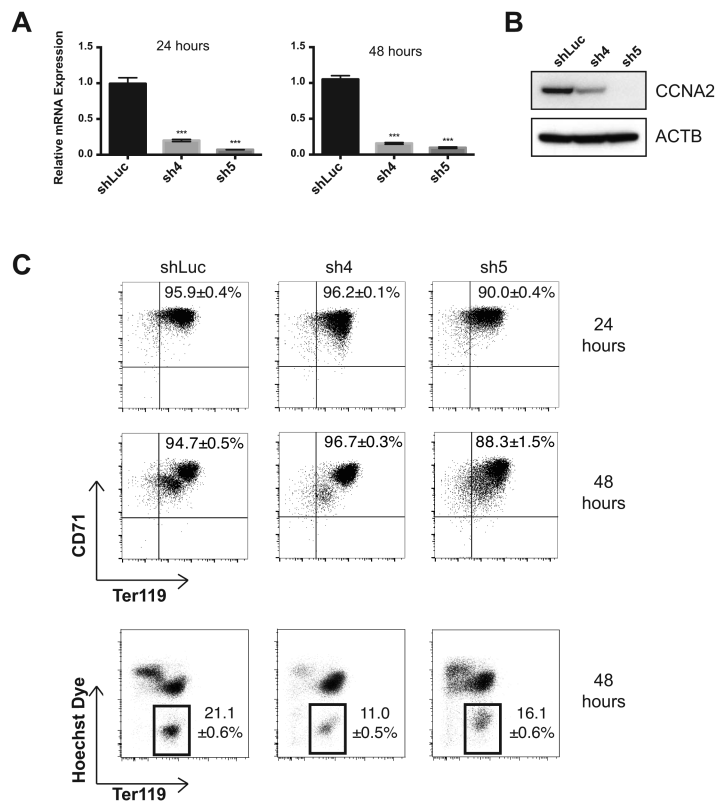 A
24 hours
48 hours
Relative mRNA Expression
1.5
1.0
0.5
0.0
***
***
shLuc
sh4
sh5
1.5
1.0
0.5
0.0
***
***
shLuc
sh4
sh5
B
shLuc
sh4
sh5
CCNA2
ACTB
C
shLuc
sh4
sh5
95.9±0.4%
96.2±0.1%
90.0±0.4%
24
hours
94.7±0.5%
96.7±0.3%
88.3±1.5%
48
hours
CD71
Ter119
21.1
±0.6%
11.0
±0.5%
16.1
±0.6%
48
hours
Hoechst Dye
Ter119